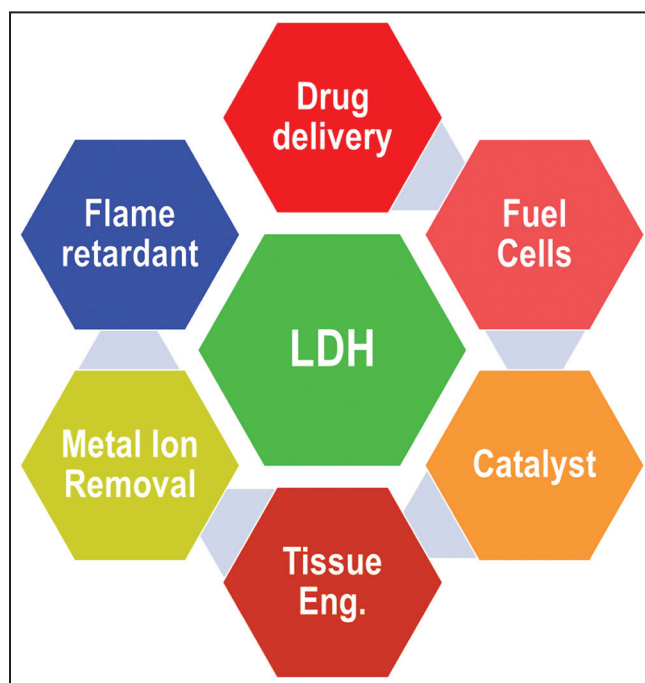 Drug
delivery
Flame
retardant
Fuel
Cells
LDH
Metal Ion
Removal
Catalyst
Tissue
Eng.